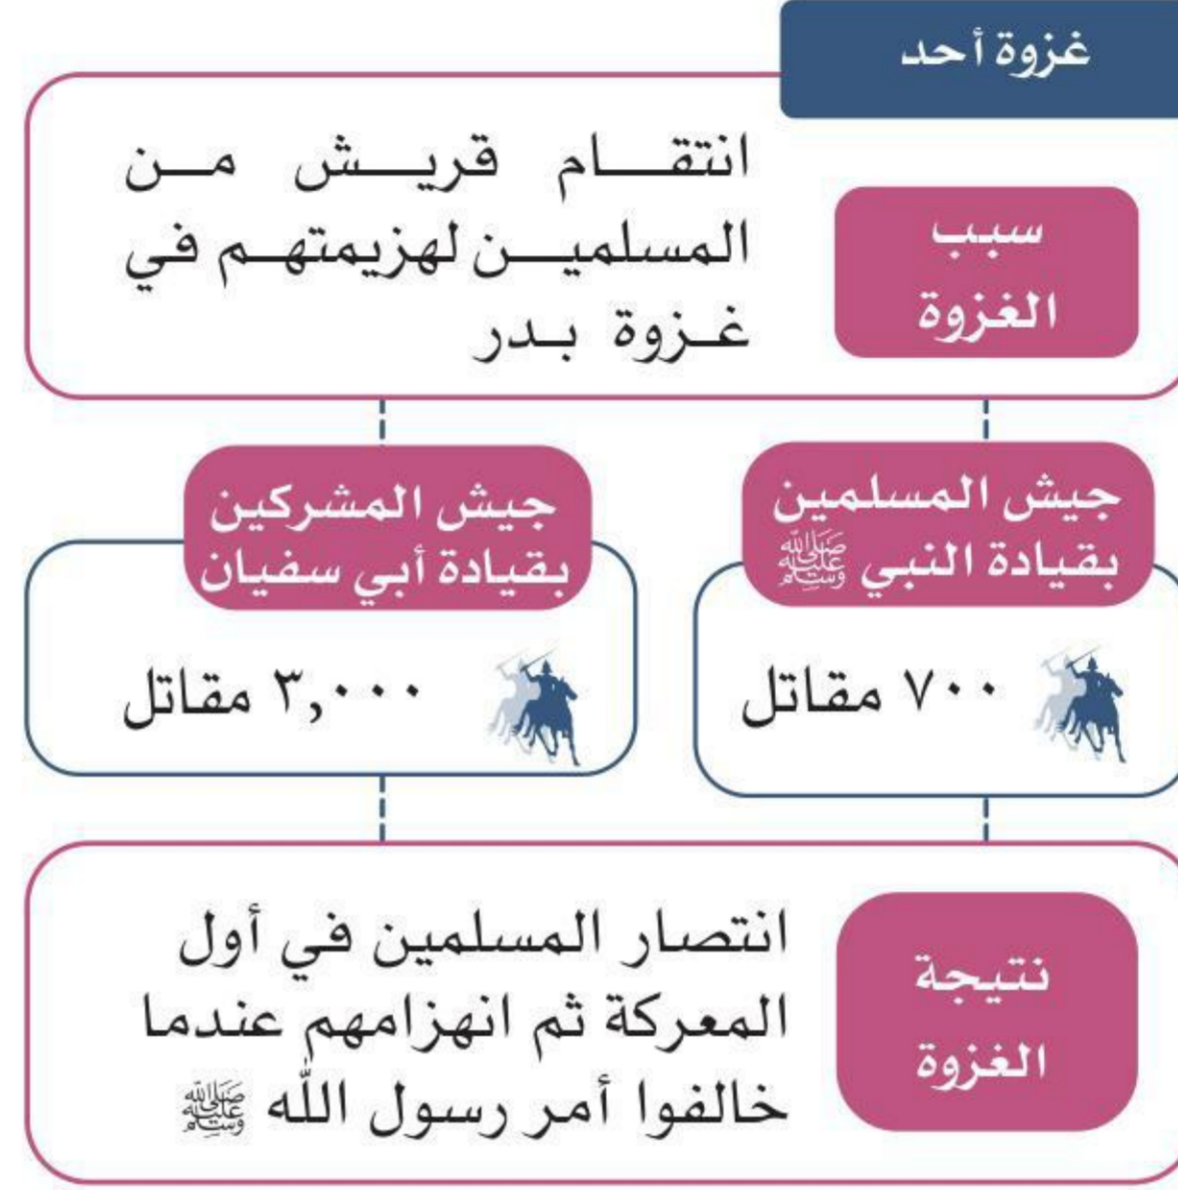 غزوة أحد
سبب
الغزوة
انتقام قريش من
المسلمين لهزيمتهم في
غزوة بدر
جيش المسلمين
بقيادة النبي ﷺ
٧٠٠ مقاتل
جيش المشركين
بقيادة أبي سفيان
٣,٠٠٠ مقاتل
نتيجة
الغزوة
انتصار المسلمين في أول
المعركة ثم انهزامهم عندما
خالفوا أمر رسول الله ﷺ